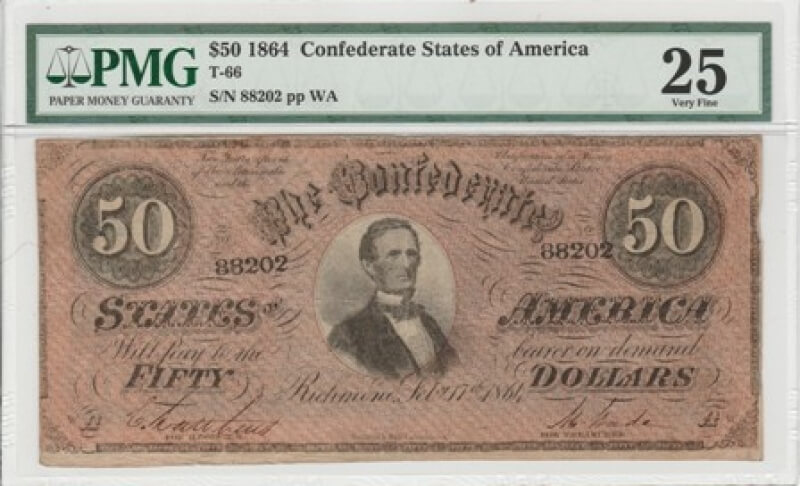 PMG
PAPER MONEY GUARANTY
$50 1864 Confederate States of America
T-66
S/N 88202 pp WA
25
Very Fine
The Confederate
50
50
88202
88202
STATES OF
AMERICA
Will pay to the
bearer on demand
FIFTY
Richmond, Feb. 17th 1864
DOLLARS